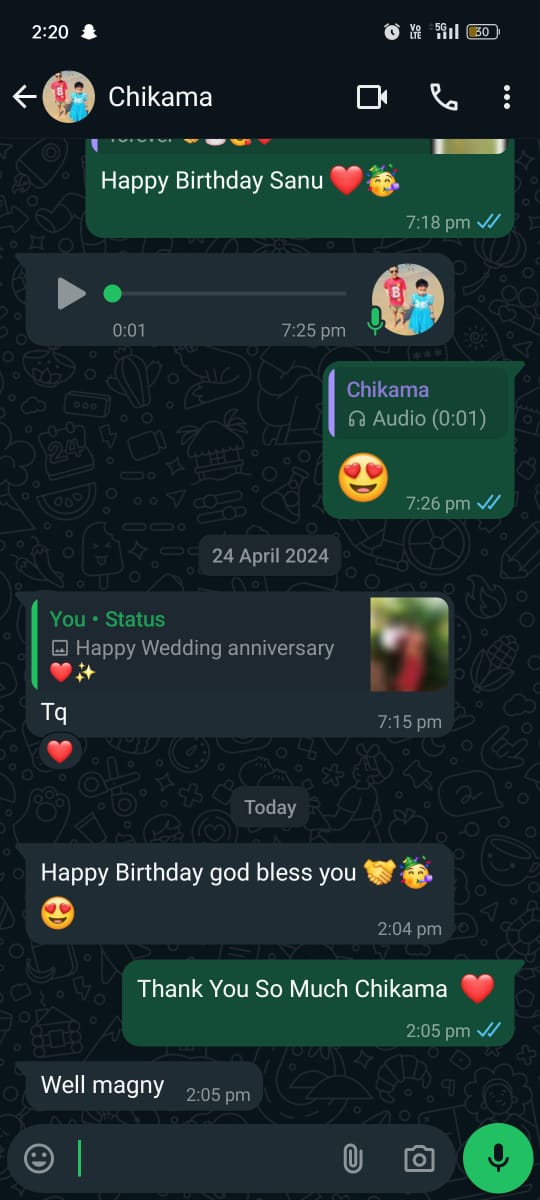 2:20
Vo
LTE
5G
30
Chikama
forever
Happy Birthday Sanu ❤️🥳
7:18 pm
B
0:01
7:25 pm
Chikama
Audio (0:01)
😍
7:26 pm
24 April 2024
You • Status
Happy Wedding anniversary
❤️✨
Tq
7:15 pm
❤️
Today
Happy Birthday god bless you 🤝🥳
😍
2:04 pm
Thank You So Much Chikama ❤️
2:05 pm
Well magny
2:05 pm